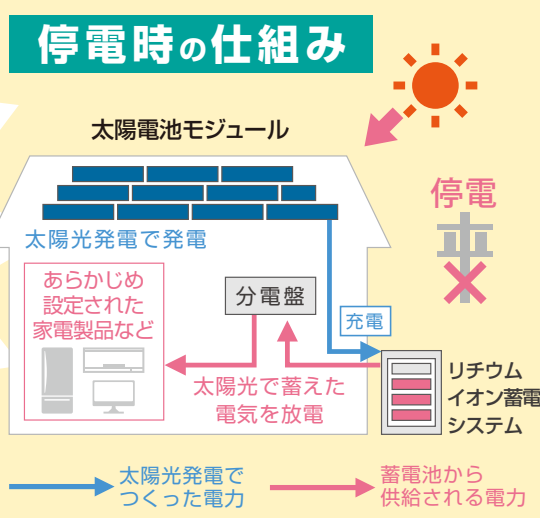 停電時の仕組み
太陽電池モジュール
停電
太陽光発電で発電
あらかじめ
設定された
家電製品など
分電盤
充電
太陽光で蓄えた
電気を放電
リチウム
イオン蓄電
システム
太陽光発電で
つくった電力
蓄電池から
供給される電力